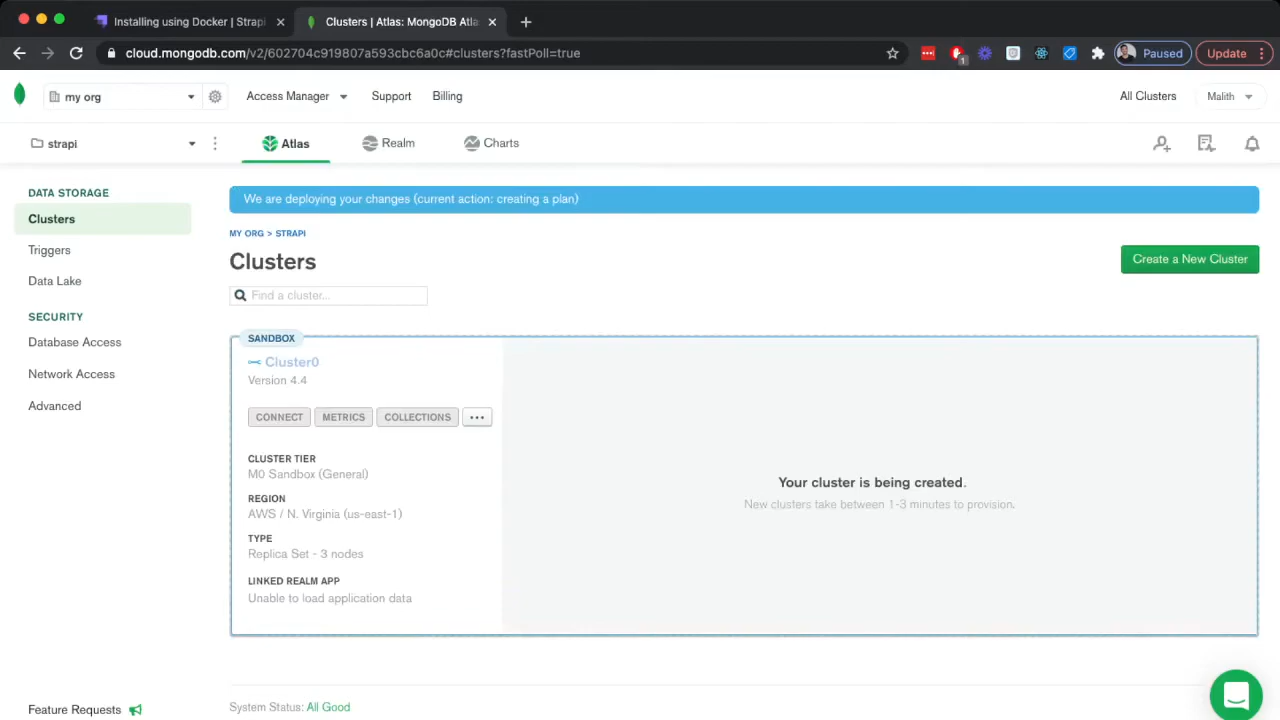 Installing using Docker | Strapi
Clusters | Atlas: MongoDB Atlas
cloud.mongodb.com/v2/602704c919807a593cbc6a0c#clusters?fastPoll=true
1
Paused
Update
my org
Access Manager
Support
Billing
All Clusters
Malith
strapi
Atlas
Realm
Charts
DATA STORAGE
Clusters
Triggers
Data Lake
SECURITY
Database Access
Network Access
Advanced
Feature Requests
We are deploying your changes (current action: creating a plan)
MY ORG > STRAPI
Clusters
Create a New Cluster
Find a cluster...
SANDBOX
Cluster0
Version 4.4
CONNECT
METRICS
COLLECTIONS
CLUSTER TIER
M0 Sandbox (General)
REGION
AWS / N. Virginia (us-east-1)
TYPE
Replica Set - 3 nodes
LINKED REALM APP
Unable to load application data
Your cluster is being created.
New clusters take between 1-3 minutes to provision.
System Status: All Good